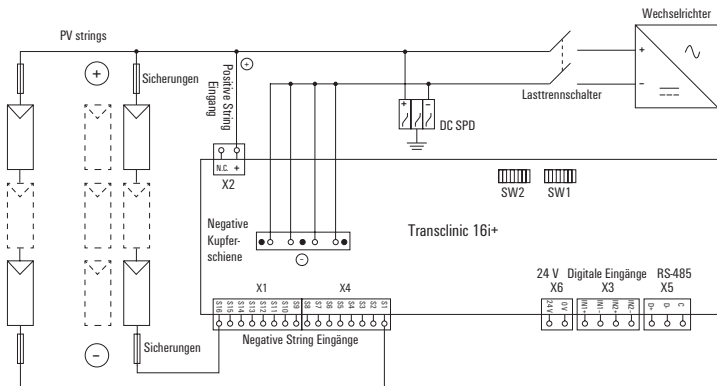 Wechselrichter
PV strings
+
Sicherungen
Positive String
Eingang
+
+
−
Lasttrennschalter
+
−
DC SPD
N.C. +
X2
SW2 SW1
Negative
Kupfer-
schiene
−
Transclinic 16i+
24 V Digitale Eingänge RS-485
X1 X4 X6 X3 X5
S16 S15 S14 S13 S12 S11 S10 S9 S8 S7 S6 S5 S4 S3 S2 S1
24V 0V
IN1+ IN1- IN2+ IN2-
D+ D- C
Negative String Eingänge
−
Sicherungen